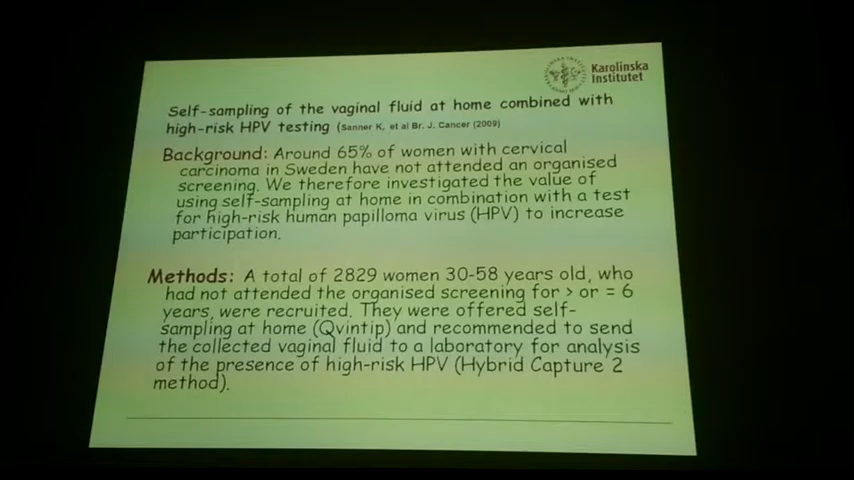 Karolinska
Institutet
Self-sampling of the vaginal fluid at home combined with
high-risk HPV testing (Sanner K, et al Br. J. Cancer (2009)
Background: Around 65% of women with cervical
carcinoma in Sweden have not attended an organised
screening. We therefore investigated the value of
using self-sampling at home in combination with a test
for high-risk human papilloma virus (HPV) to increase
participation.
Methods: A total of 2829 women 30-58 years old, who
had not attended the organised screening for > or = 6
years, were recruited. They were offered self-
sampling at home (Qvintip) and recommended to send
the collected vaginal fluid to a laboratory for analysis
of the presence of high-risk HPV (Hybrid Capture 2
method).